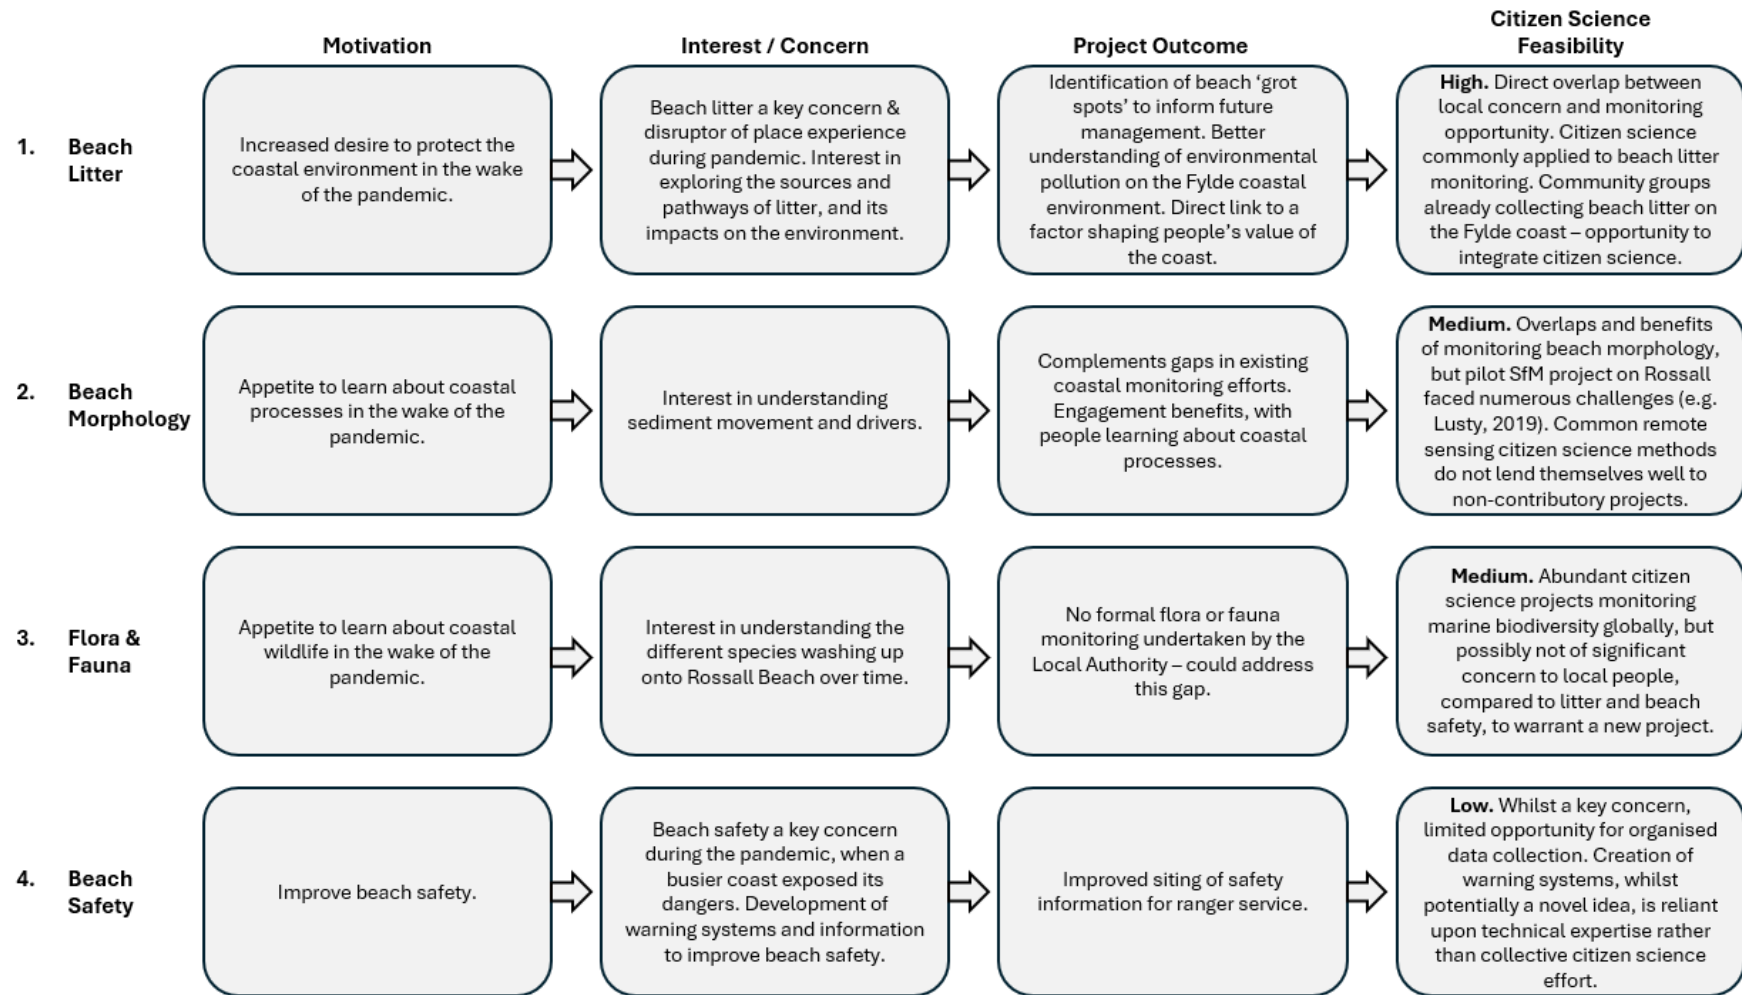 Motivation
Interest / Concern
Project Outcome
Citizen Science
Feasibility
1. Beach
Litter
Increased desire to protect the
coastal environment in the wake
of the pandemic.
Beach litter a key concern &
disruptor of place experience
during pandemic. Interest in
exploring the sources and
pathways of litter, and its
impacts on the environment.
Identification of beach ‘grot
spots’ to inform future
management. Better
understanding of environmental
pollution on the Fylde coastal
environment. Direct link to a
factor shaping people’s value of
the coast.
High. Direct overlap between
local concern and monitoring
opportunity. Citizen science
commonly applied to beach litter
monitoring. Community groups
already collecting beach litter on
the Fylde coast – opportunity to
integrate citizen science.
2. Beach
Morphology
Appetite to learn about coastal
processes in the wake of the
pandemic.
Interest in understanding
sediment movement and drivers.
Complements gaps in existing
coastal monitoring efforts.
Engagement benefits, with
people learning about coastal
processes.
Medium. Overlaps and benefits
of monitoring beach morphology,
but pilot SfM project on Rossall
faced numerous challenges (e.g.
Lusty, 2019). Common remote
sensing citizen science methods
do not lend themselves well to
non-contributory projects.
3. Flora &
Fauna
Appetite to learn about coastal
wildlife in the wake of the
pandemic.
Interest in understanding the
different species washing up
onto Rossall Beach over time.
No formal flora or fauna
monitoring undertaken by the
Local Authority – could address
this gap.
Medium. Abundant citizen
science projects monitoring
marine biodiversity globally, but
possibly not of significant
concern to local people,
compared to litter and beach
safety, to warrant a new project.
4. Beach
Safety
Improve beach safety.
Beach safety a key concern
during the pandemic, when a
busier coast exposed its
dangers. Development of
warning systems and information
to improve beach safety.
Improved siting of safety
information for ranger service.
Low. Whilst a key concern,
limited opportunity for organised
data collection. Creation of
warning systems, whilst
potentially a novel idea, is reliant
upon technical expertise rather
than collective citizen science
effort.